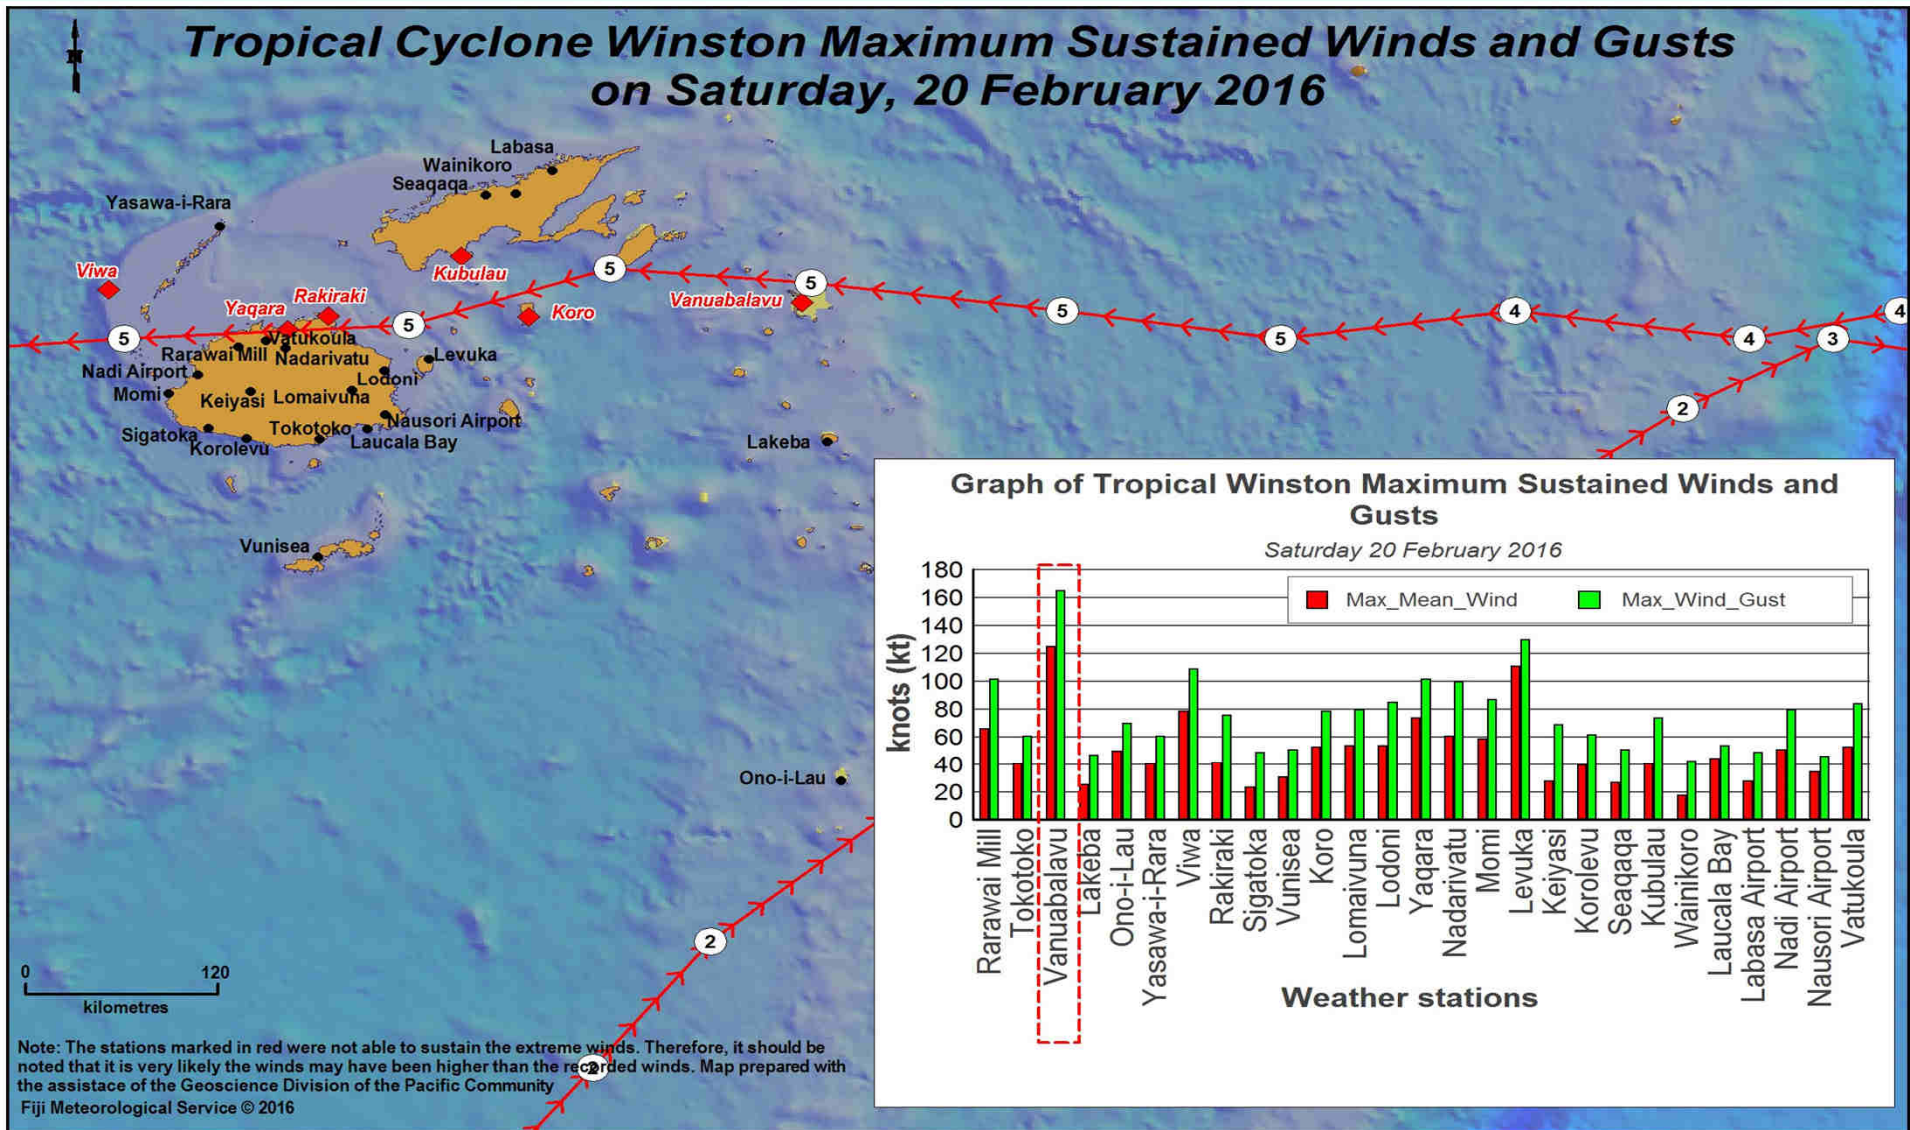 N
Tropical Cyclone Winston Maximum Sustained Winds and Gusts
on Saturday, 20 February 2016
Labasa
Wainikoro
Seaqaqa
Yasawa-i-Rara
Viwa
Kubulau
Yaqara
Rakiraki
Koro
Vanuabalavu
5
5
5
5
5
5
4
4
4
3
2
Vatukoula
Rarawai Mill
Nadarivatu
Levuka
Nadi Airport
Lodoni
Momi
Keiyasi
Lomaivuna
Sigatoka
Tokotoko
Nausori Airport
Korolevu
Laucala Bay
Lakeba
Vunisea
Ono-i-Lau
2
2
0 120
kilometres
Note: The stations marked in red were not able to sustain the extreme winds. Therefore, it should be
noted that it is very likely the winds may have been higher than the recorded winds. Map prepared with
the assistace of the Geoscience Division of the Pacific Community
Fiji Meteorological Service © 2016
Graph of Tropical Winston Maximum Sustained Winds and
Gusts
Saturday 20 February 2016
Max_Mean_Wind
Max_Wind_Gust
knots (kt)
180
160
140
120
100
80
60
40
20
0
Rarawai Mill
Tokotoko
Vanuabalavu
Lakeba
Ono-i-Lau
Yasawa-i-Rara
Viwa
Rakiraki
Sigatoka
Vunisea
Koro
Lomaivuna
Lodoni
Yaqara
Nadarivatu
Momi
Levuka
Keiyasi
Korolevu
Seaqaqa
Kubulau
Wainikoro
Laucala Bay
Labasa Airport
Nadi Airport
Nausori Airport
Vatukoula
Weather stations